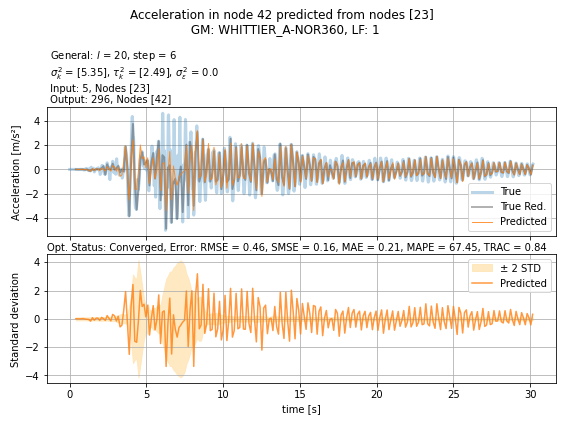 Acceleration in node 42 predicted from nodes [23]
GM: WHITTIER_A-NOR360, LF: 1
General: l = 20, step = 6
σ²ₖ = [5.35], τ²ₖ = [2.49], σ²ε = 0.0
Input: 5, Nodes [23]
Output: 296, Nodes [42]
Acceleration [m/s²]
4
2
0
−2
−4
True
True Red.
Predicted
Opt. Status: Converged, Error: RMSE = 0.46, SMSE = 0.16, MAE = 0.21, MAPE = 67.45, TRAC = 0.84
Standard deviation
4
2
0
−2
−4
± 2 STD
Predicted
0 5 10 15 20 25 30
time [s]